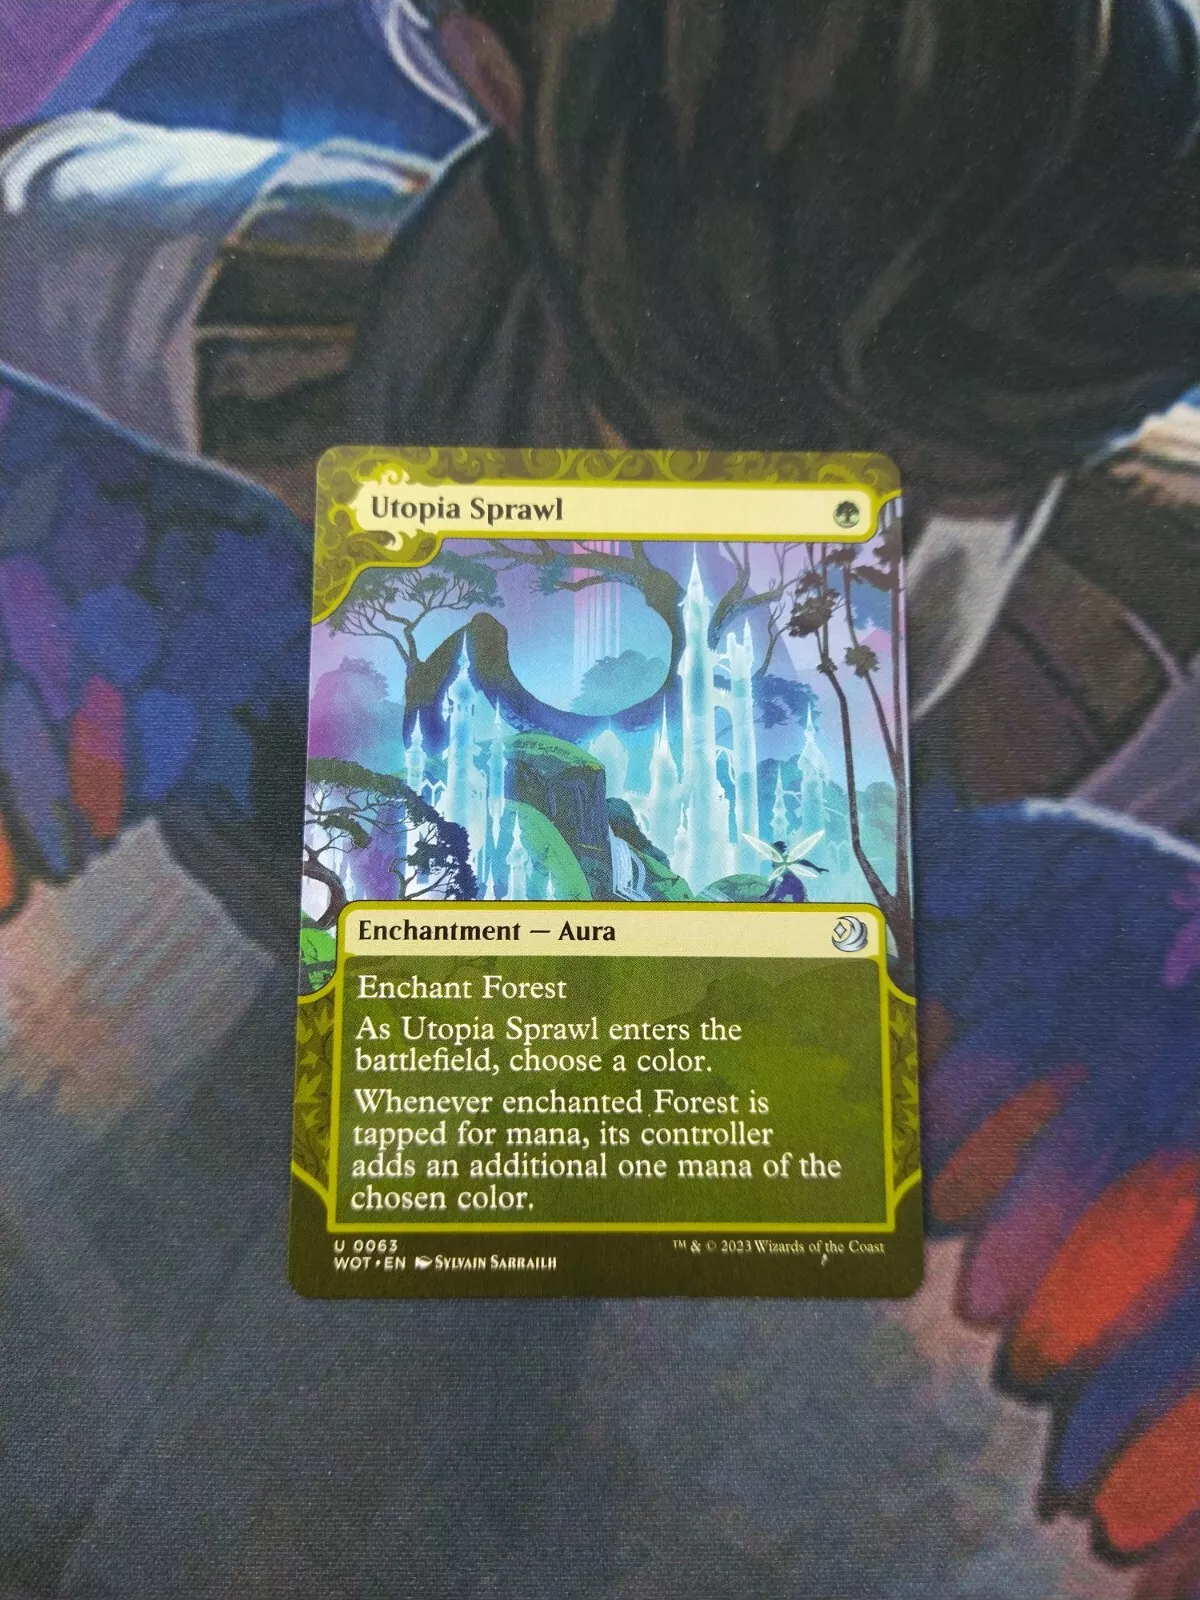 Utopia Sprawl
Enchantment — Aura
Enchant Forest
As Utopia Sprawl enters the
battlefield, choose a color.
Whenever enchanted Forest is
tapped for mana, its controller
adds an additional one mana of the
chosen color.
U 0063
WOT • EN SYLVAIN SARRAILH
™ & © 2023 Wizards of the Coast